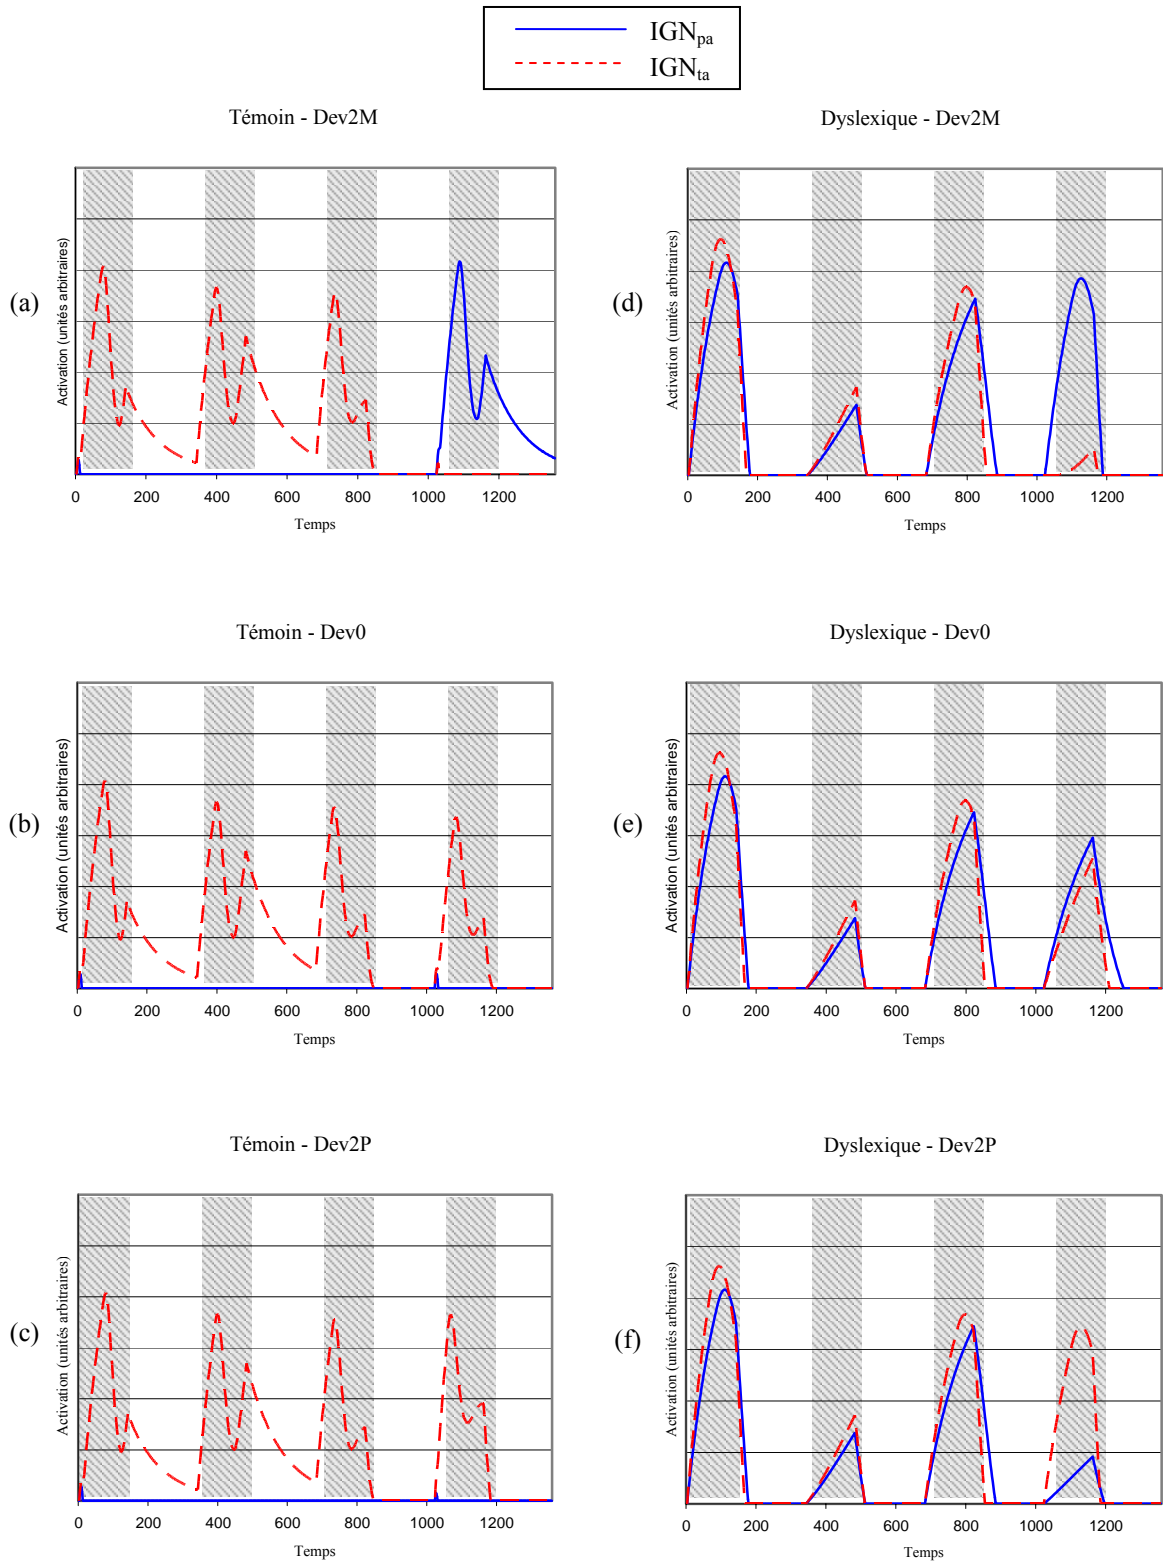 IGNpa
IGNta
Témoin - Dev2M
Dyslexique - Dev2M
(a)
Activation (unités arbitraires)
0 200 400 600 800 1000 1200
Temps
(d)
Activation (unités arbitraires)
0 200 400 600 800 1000 1200
Temps
Témoin - Dev0
Dyslexique - Dev0
(b)
Activation (unités arbitraires)
0 200 400 600 800 1000 1200
Temps
(e)
Activation (unités arbitraires)
0 200 400 600 800 1000 1200
Temps
Témoin - Dev2P
Dyslexique - Dev2P
(c)
Activation (unités arbitraires)
0 200 400 600 800 1000 1200
Temps
(f)
Activation (unités arbitraires)
0 200 400 600 800 1000 1200
Temps